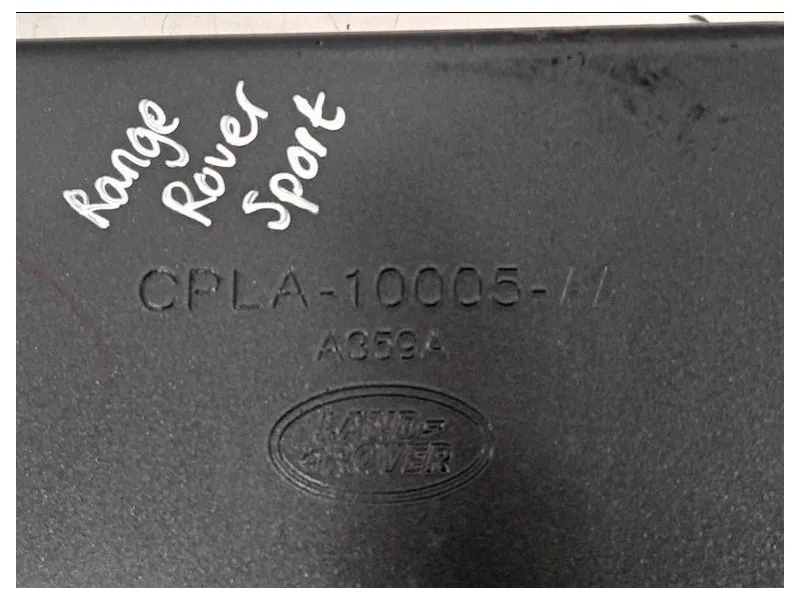 Range
Rover
Sport
CPLA-10005-
A359A
LAND
ROVER